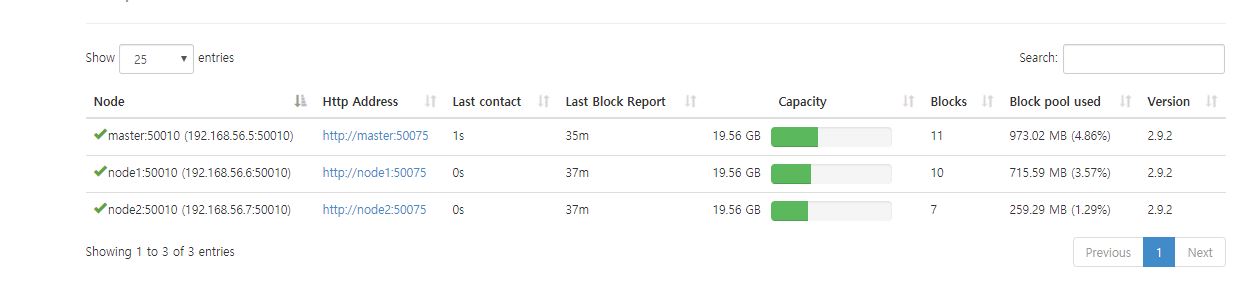 Show 25 entries Search:
Node Http Address Last contact Last Block Report Capacity Blocks Block pool used Version
master:50010 (192.168.56.5:50010) http://master:50075 1s 35m 19.56 GB 11 973.02 MB (4.86%) 2.9.2
node1:50010 (192.168.56.6:50010) http://node1:50075 0s 37m 19.56 GB 10 715.59 MB (3.57%) 2.9.2
node2:50010 (192.168.56.7:50010) http://node2:50075 0s 37m 19.56 GB 7 259.29 MB (1.29%) 2.9.2
Showing 1 to 3 of 3 entries Previous 1 Next